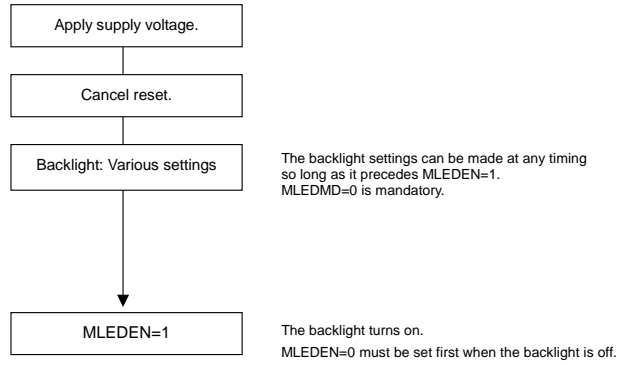 Apply supply voltage.
Cancel reset.
Backlight: Various settings
The backlight settings can be made at any timing
so long as it precedes MLEDEN=1.
MLEDMD=0 is mandatory.
MLEDEN=1
The backlight turns on.
MLEDEN=0 must be set first when the backlight is off.